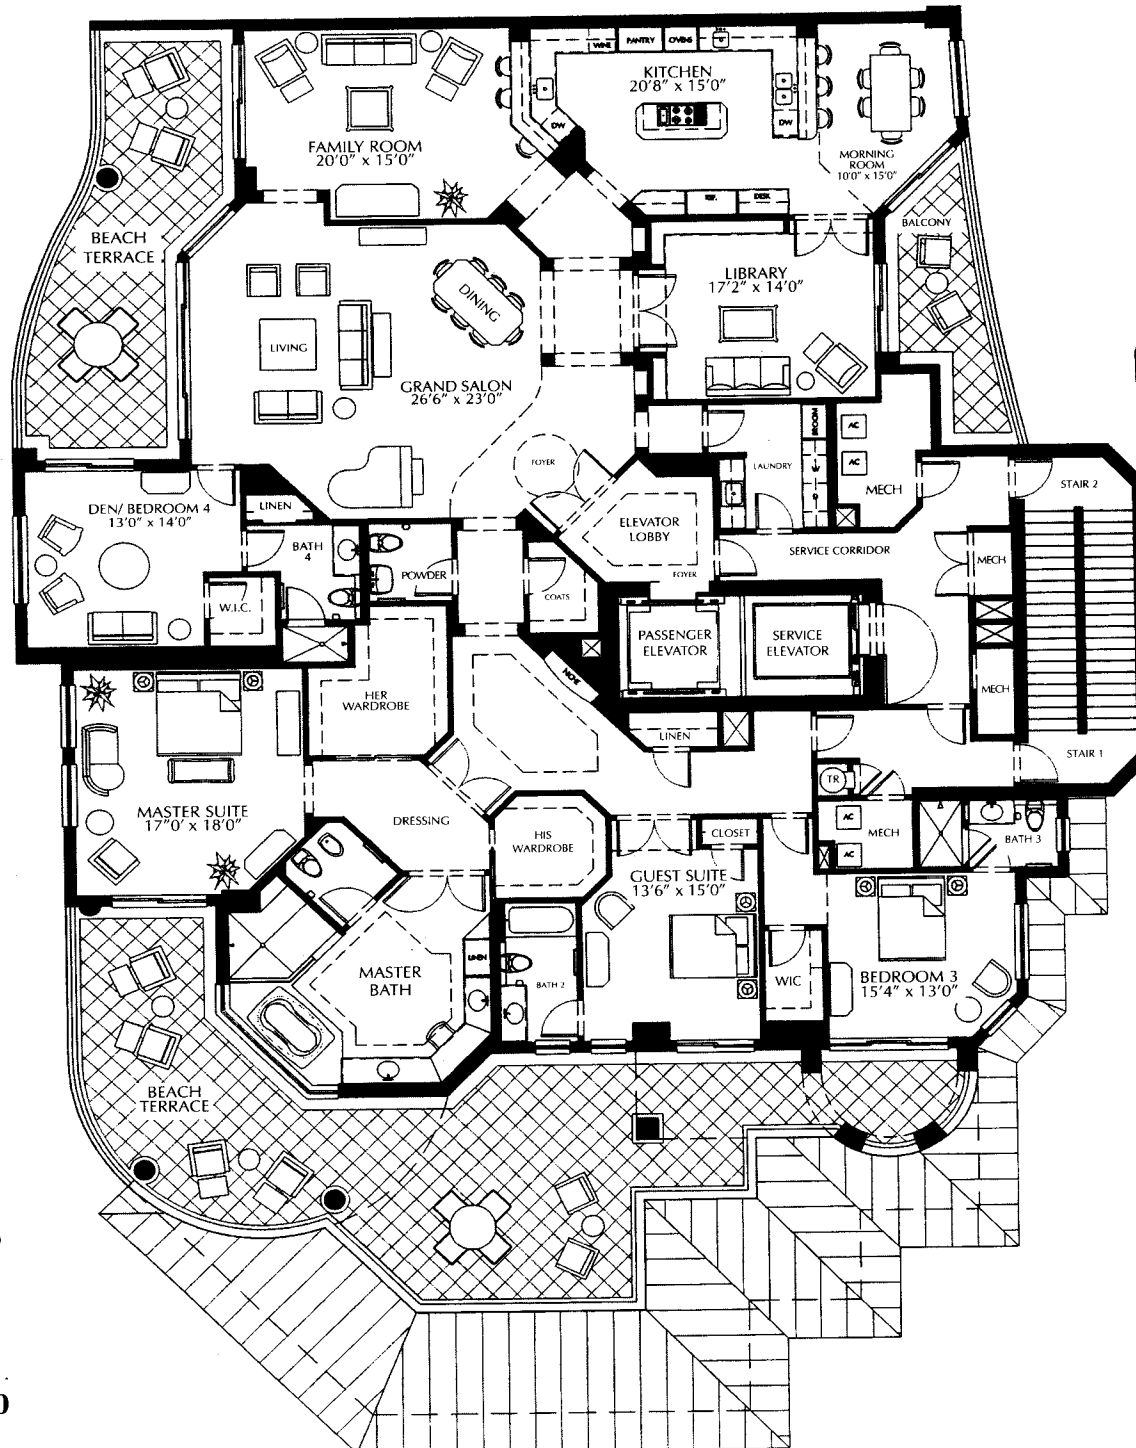 WINE
PANTRY
OVENS
KITCHEN
20'8" x 15'0"
DW
DW
FAMILY ROOM
20'0" x 15'0"
MORNING
ROOM
10'0" x 15'0"
REF.
DESK
BEACH
TERRACE
BALCONY
LIBRARY
17'2" x 14'0"
DINING
LIVING
GRAND SALON
26'6" x 23'0"
BROOM
AC
AC
FOYER
LAUNDRY
W
D
MECH
STAIR 2
DEN/ BEDROOM 4
13'0" x 14'0"
LINEN
BATH
4
ELEVATOR
LOBBY
SERVICE CORRIDOR
POWDER
FOYER
MECH
W.I.C.
COATS
PASSENGER
ELEVATOR
SERVICE
ELEVATOR
NICHE
HER
WARDROBE
MECH
LINEN
STAIR 1
TR
MASTER SUITE
17"0' x 18'0"
DRESSING
HIS
WARDROBE
CLOSET
AC
MECH
AC
BATH 3
GUEST SUITE
13'6" x 15'0"
MASTER
BATH
LINEN
BATH 2
WIC
BEDROOM 3
15'4" x 13'0"
BEACH
TERRACE